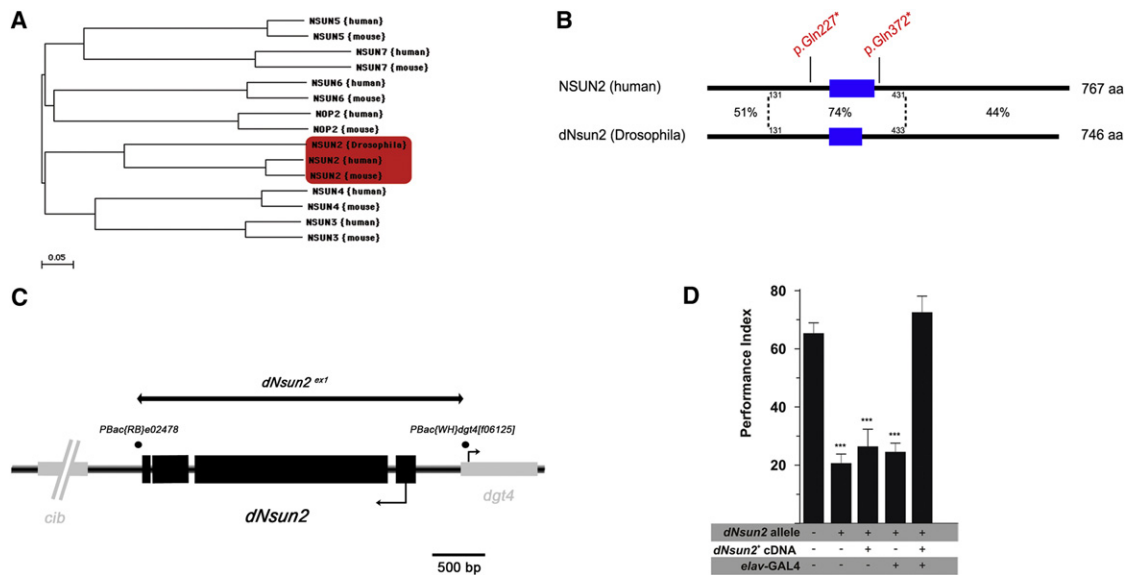 A
NSUN5 {human}
NSUN5 {mouse}
NSUN7 {human}
NSUN7 {mouse}
NSUN6 {human}
NSUN6 {mouse}
NOP2 {human}
NOP2 {mouse}
NSUN2 {Drosophila}
NSUN2 {human}
NSUN2 {mouse}
NSUN4 {human}
NSUN4 {mouse}
NSUN3 {human}
NSUN3 {mouse}
0.05
B
p.Gln227* p.Gln372*
NSUN2 (human) 767 aa
131 431
51% 74% 44%
131 433
dNsun2 (Drosophila) 746 aa
C
dNsun2 ex1
PBac{RB}e02478 PBac{WH}dgt4[f06125]
cib dNsun2 dgt4
500 bp
D
Performance Index
80
60
40
20
0
*** *** ***
dNsun2 allele - + + + +
dNsun2+ cDNA - - + - +
elav-GAL4 - - - + +